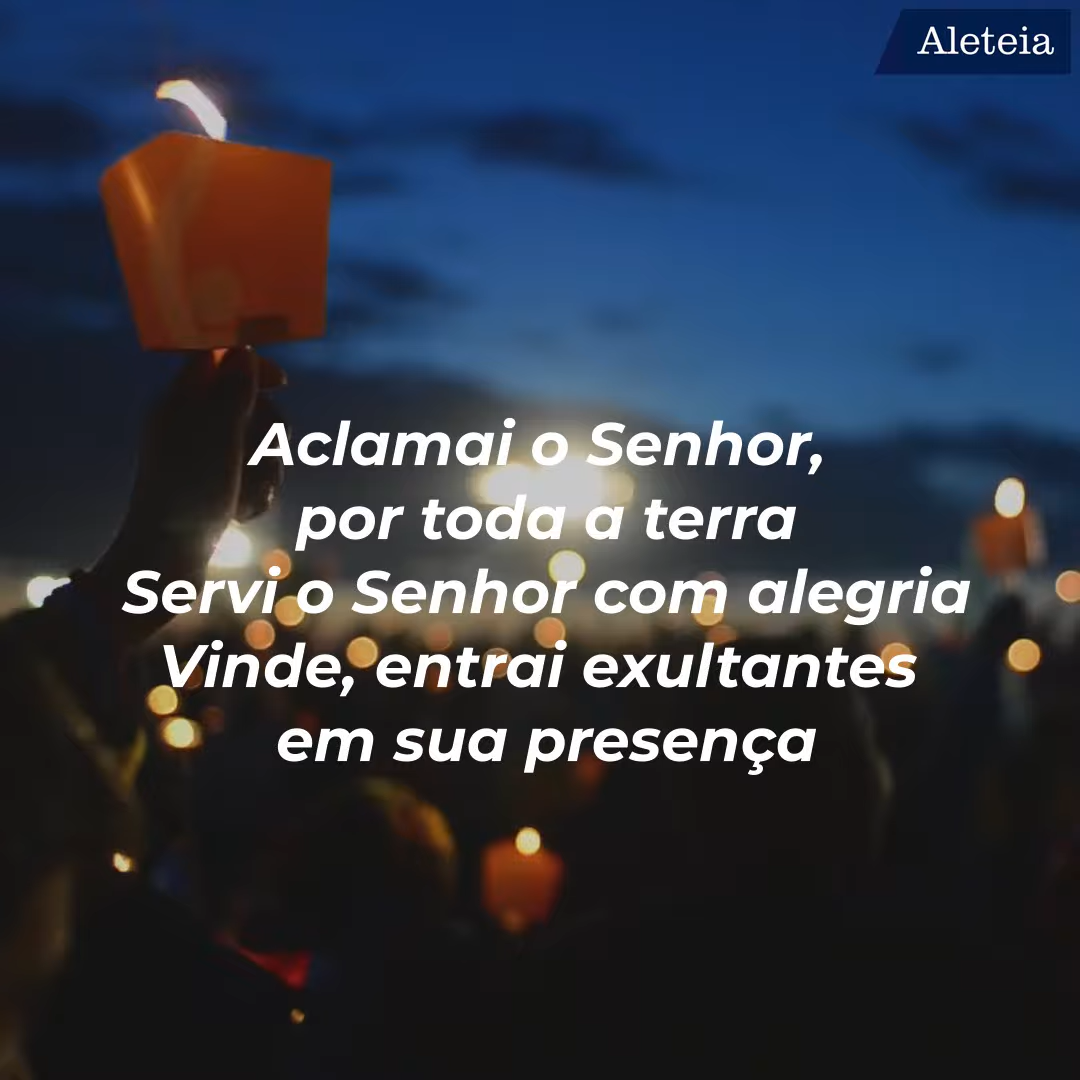 Aleteia
Aclamai o Senhor,
por toda a terra
Servi o Senhor com alegria
Vinde, entrai exultantes
em sua presença